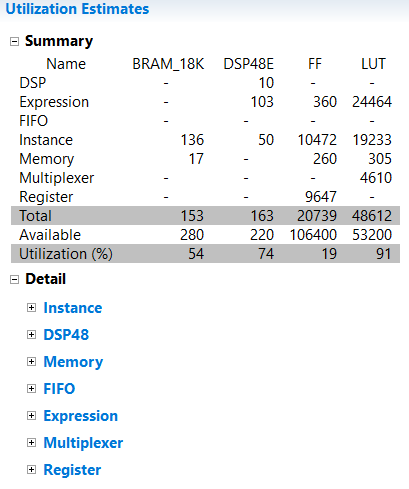 Utilization Estimates
Summary
Name BRAM_18K DSP48E FF LUT
DSP - 10 - -
Expression - 103 360 24464
FIFO - - - -
Instance 136 50 10472 19233
Memory 17 - 260 305
Multiplexer - - - 4610
Register - - 9647 -
Total 153 163 20739 48612
Available 280 220 106400 53200
Utilization (%) 54 74 19 91
Detail
Instance
DSP48
Memory
FIFO
Expression
Multiplexer
Register